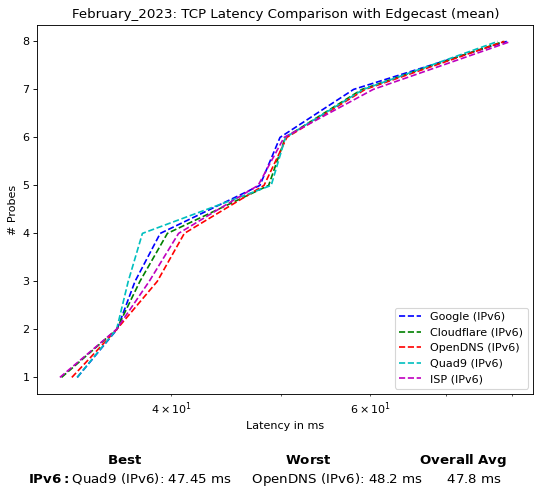 February_2023: TCP Latency Comparison with Edgecast (mean)
8
7
6
5
4
3
2
1
# Probes
Google (IPv6)
Cloudflare (IPv6)
OpenDNS (IPv6)
Quad9 (IPv6)
ISP (IPv6)
4 × 10¹ 6 × 10¹
Latency in ms
Best Worst Overall Avg
IPv6: Quad9 (IPv6): 47.45 ms OpenDNS (IPv6): 48.2 ms 47.8 ms